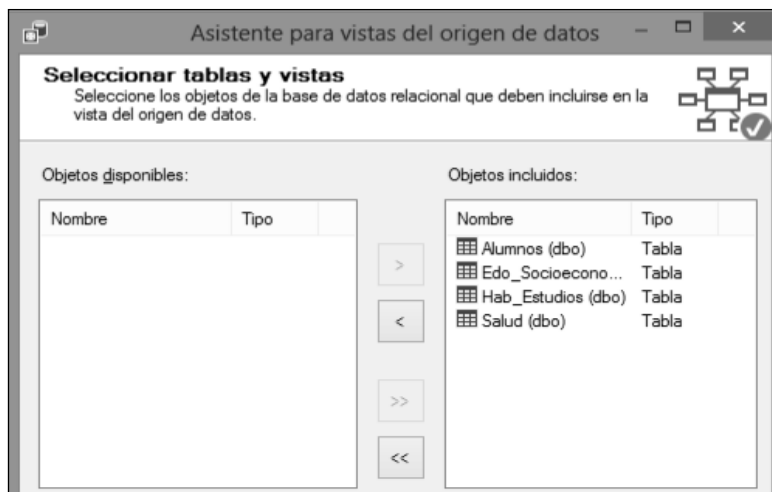 Asistente para vistas del origen de datos
Seleccionar tablas y vistas
Seleccione los objetos de la base de datos relacional que deben incluirse en la
vista del origen de datos.
Objetos disponibles:
Nombre Tipo
>
<
>>
<<
Objetos incluidos:
Nombre Tipo
Alumnos (dbo) Tabla
Edo_Socioecono... Tabla
Hab_Estudios (dbo) Tabla
Salud (dbo) Tabla